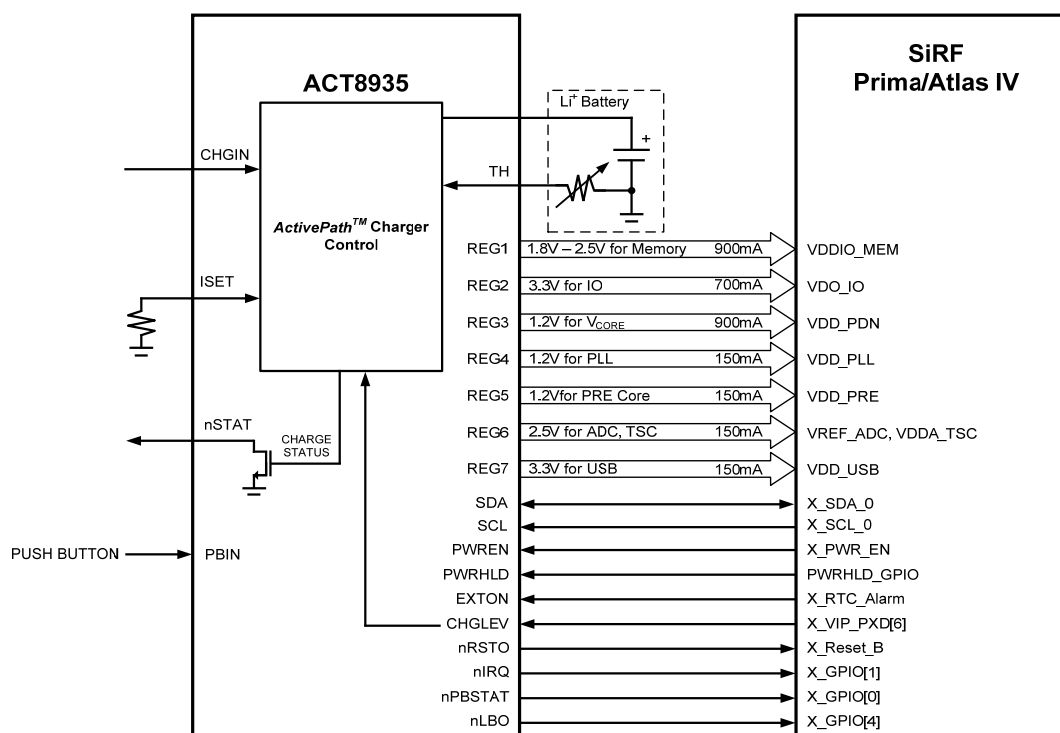 ACT8935
SiRF
Prima/Atlas IV
Li+ Battery
+
CHGIN
TH
ActivePath™ Charger
Control
ISET
REG1 1.8V – 2.5V for Memory 900mA VDDIO_MEM
REG2 3.3V for IO 700mA VDO_IO
REG3 1.2V for VCORE 900mA VDD_PDN
REG4 1.2V for PLL 150mA VDD_PLL
REG5 1.2Vfor PRE Core 150mA VDD_PRE
nSTAT
CHARGE
STATUS
REG6 2.5V for ADC, TSC 150mA VREF_ADC, VDDA_TSC
REG7 3.3V for USB 150mA VDD_USB
SDA X_SDA_0
SCL X_SCL_0
PUSH BUTTON PBIN
PWREN X_PWR_EN
PWRHLD PWRHLD_GPIO
EXTON X_RTC_Alarm
CHGLEV X_VIP_PXD[6]
nRSTO X_Reset_B
nIRQ X_GPIO[1]
nPBSTAT X_GPIO[0]
nLBO X_GPIO[4]